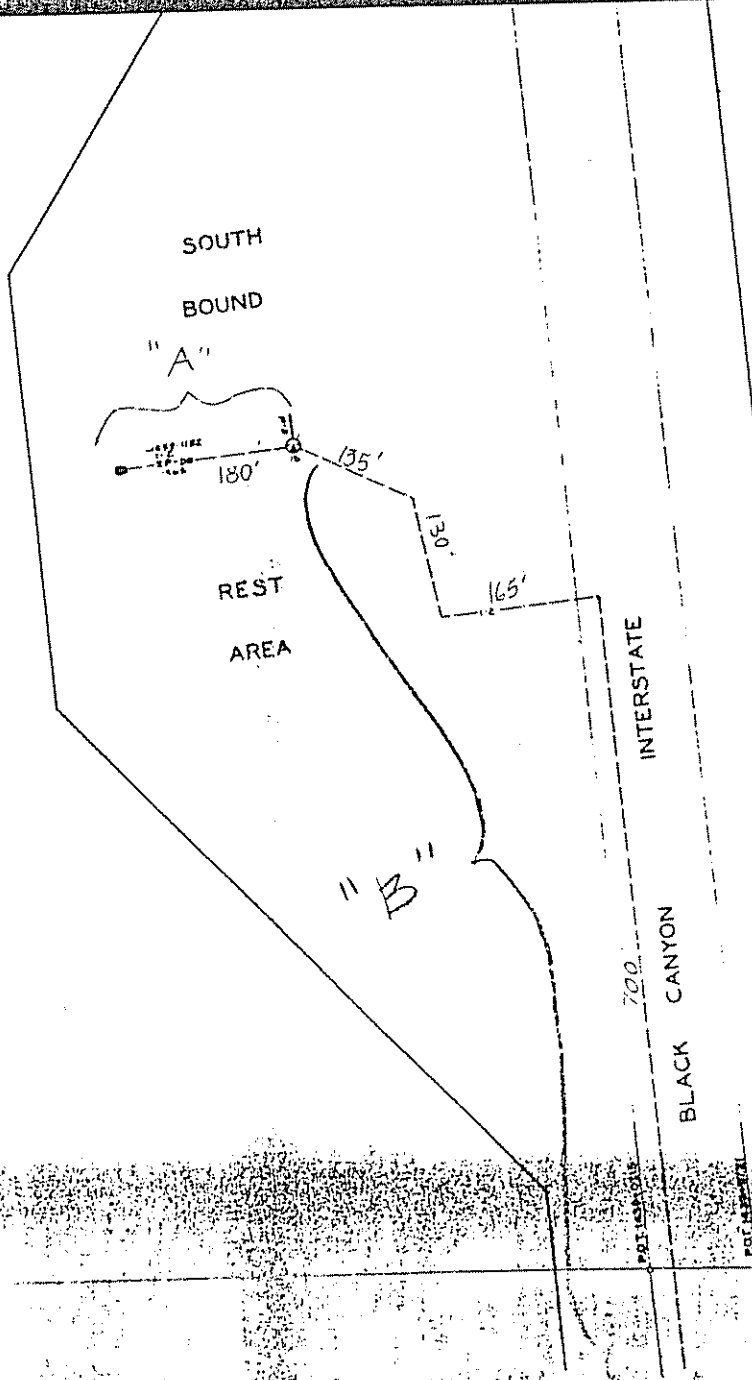 SOUTH
BOUND
"A"
180'
135'
130'
165'
REST
AREA
"B"
INTERSTATE
700
BLACK CANYON